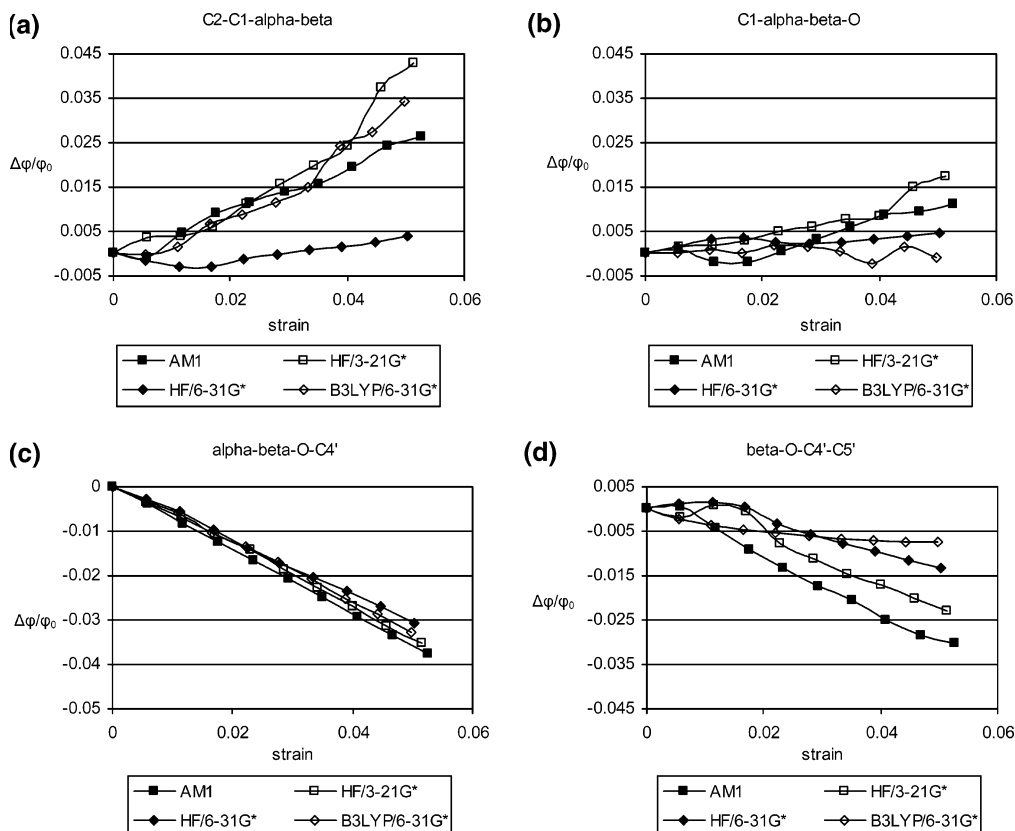 (a)
C2-C1-alpha-beta
0.045
0.035
0.025
Δφ/φ0
0.015
0.005
-0.005
0
0.02
0.04
0.06
strain
AM1
HF/3-21G*
HF/6-31G*
B3LYP/6-31G*
(b)
C1-alpha-beta-O
0.045
0.035
0.025
Δφ/φ0
0.015
0.005
-0.005
0
0.02
0.04
0.06
strain
AM1
HF/3-21G*
HF/6-31G*
B3LYP/6-31G*
(c)
alpha-beta-O-C4'
0
-0.01
-0.02
Δφ/φ0
-0.03
-0.04
-0.05
0
0.02
0.04
0.06
strain
AM1
HF/3-21G*
HF/6-31G*
B3LYP/6-31G*
(d)
beta-O-C4'-C5'
0.005
-0.005
-0.015
Δφ/φ0
-0.025
-0.035
-0.045
0
0.02
0.04
0.06
strain
AM1
HF/3-21G*
HF/6-31G*
B3LYP/6-31G*